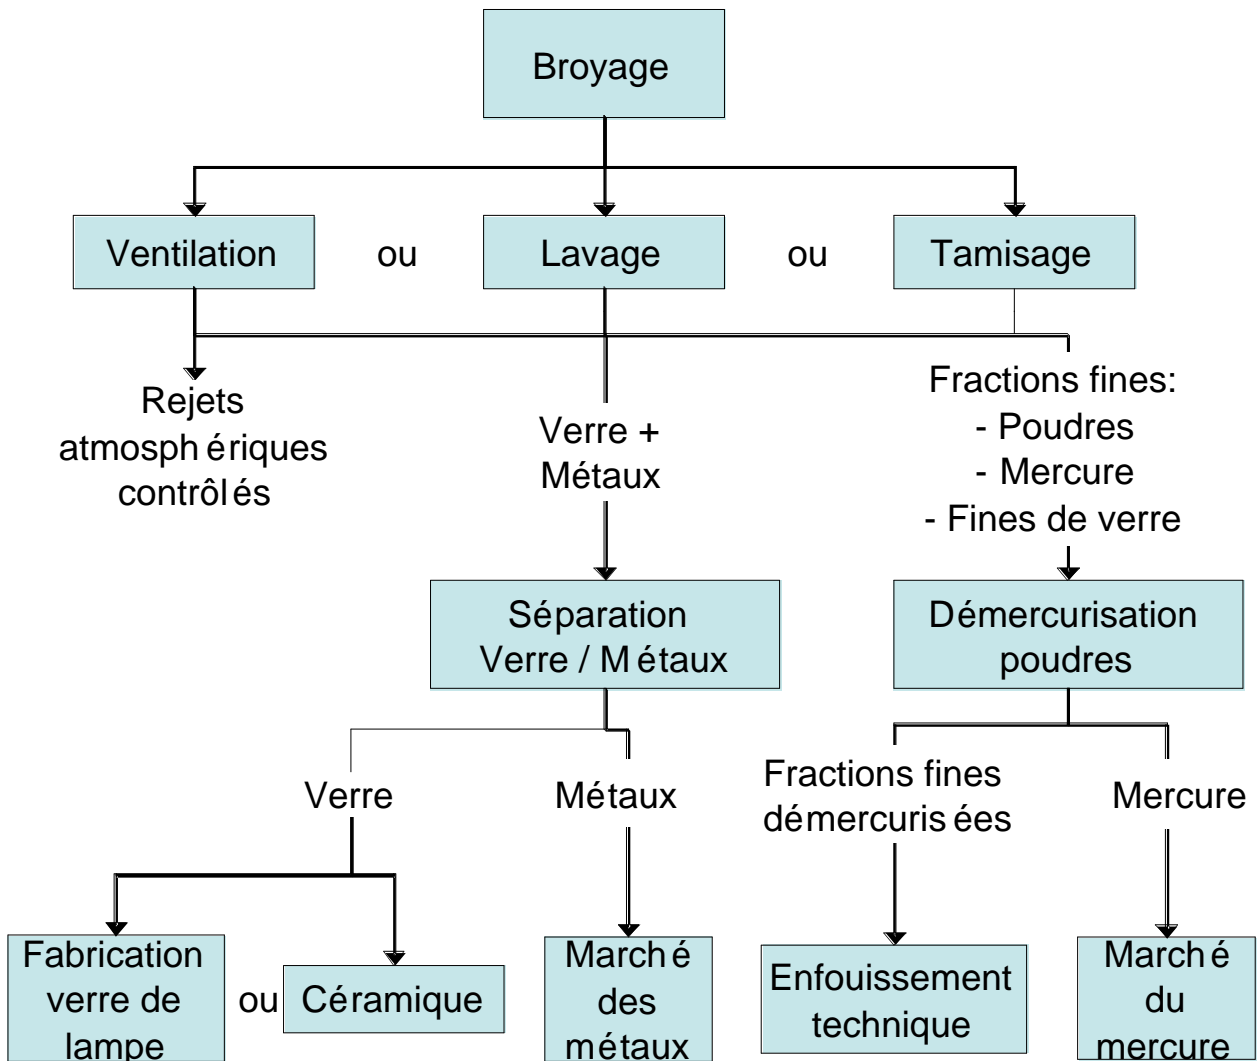 Broyage
Ventilation
ou
Lavage
ou
Tamisage
Rejets
atmosphériques
contrôlés
Verre +
Métaux
Fractions fines:
- Poudres
- Mercure
- Fines de verre
Séparation
Verre / Métaux
Démercurisation
poudres
Verre
Métaux
Fractions fines
démercurisées
Mercure
Fabrication
verre de
lampe
ou
Céramique
Marché
des
métaux
Enfouissement
technique
Marché
du
mercure